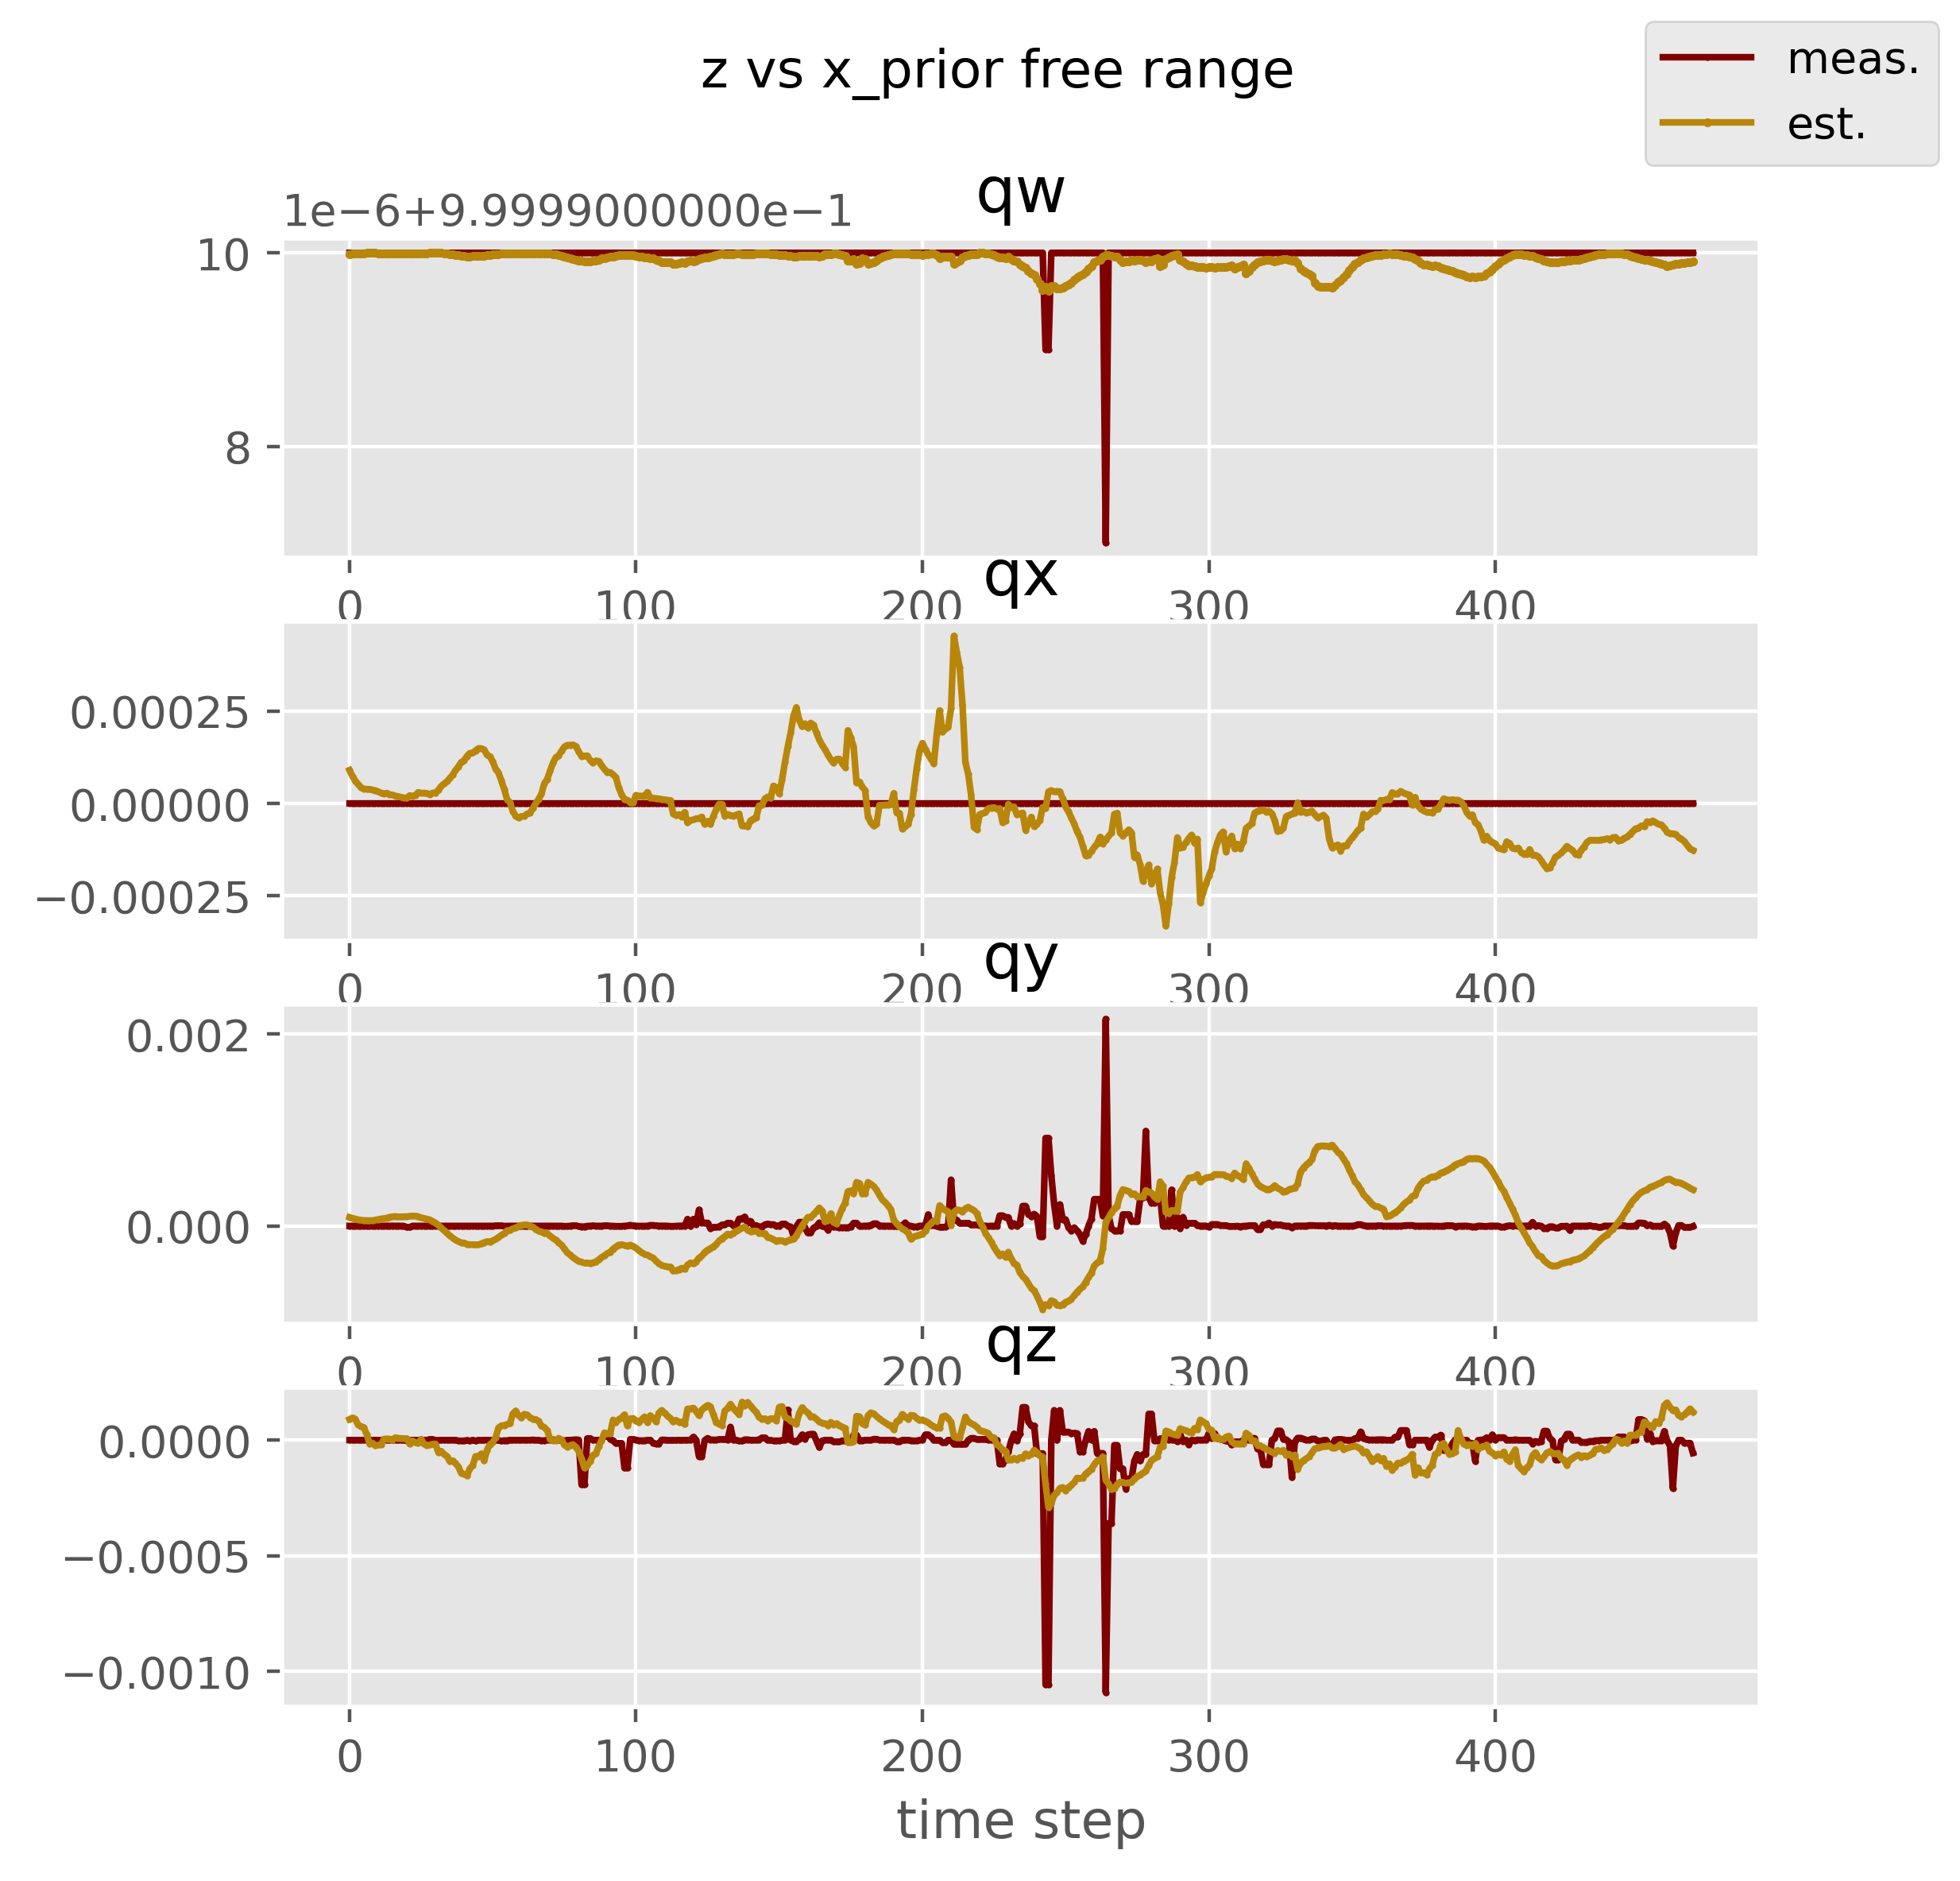 z vs x_prior free range
meas.
est.
qw
1e−6+9.9999000000e−1
10
8
0 100 200 300 400
qx
0.00025
0.00000
−0.00025
0 100 200 300 400
qy
0.002
0.000
0 100 200 300 400
qz
0.0000
−0.0005
−0.0010
0 100 200 300 400
time step